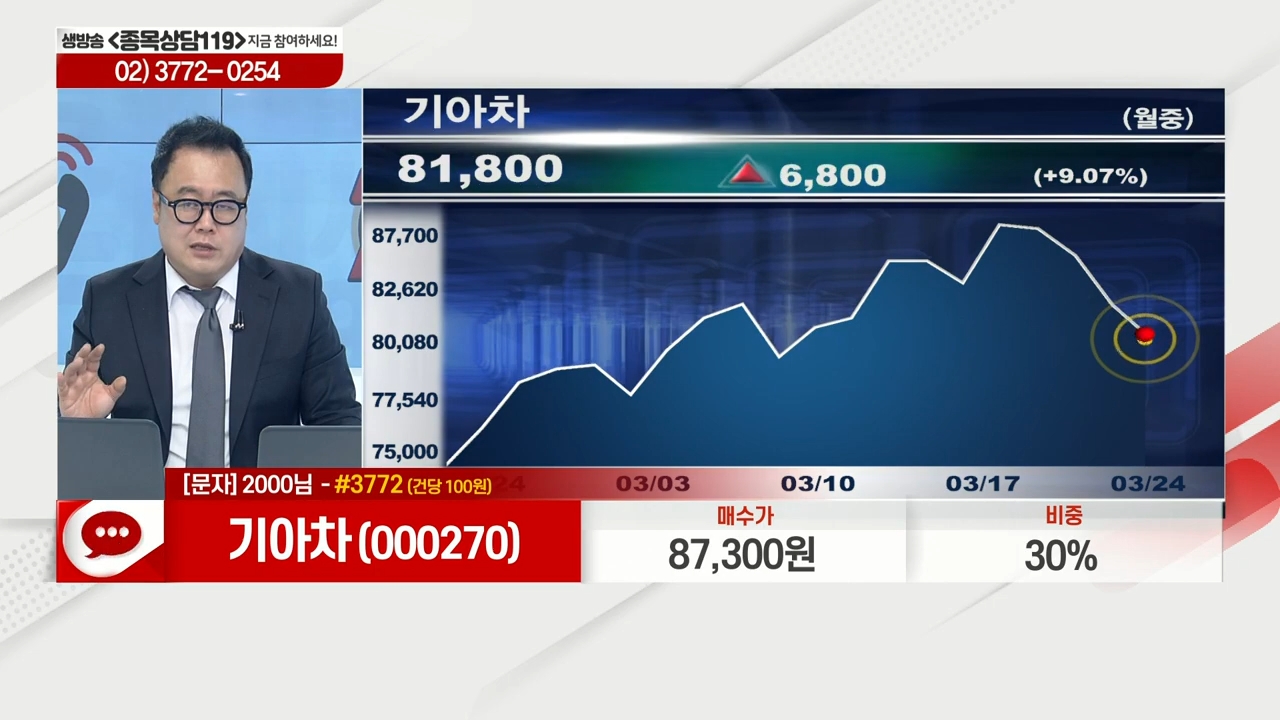 생방송 <종목상담119> 지금 참여하세요!
02) 3772-0254
기아차 (월중)
81,800 6,800 (+9.07%)
87,700
82,620
80,080
77,540
75,000
24 03/03 03/10 03/17 03/24
[문자] 2000님 - #3772 (건당 100원)
기아차 (000270)
매수가
87,300원
비중
30%